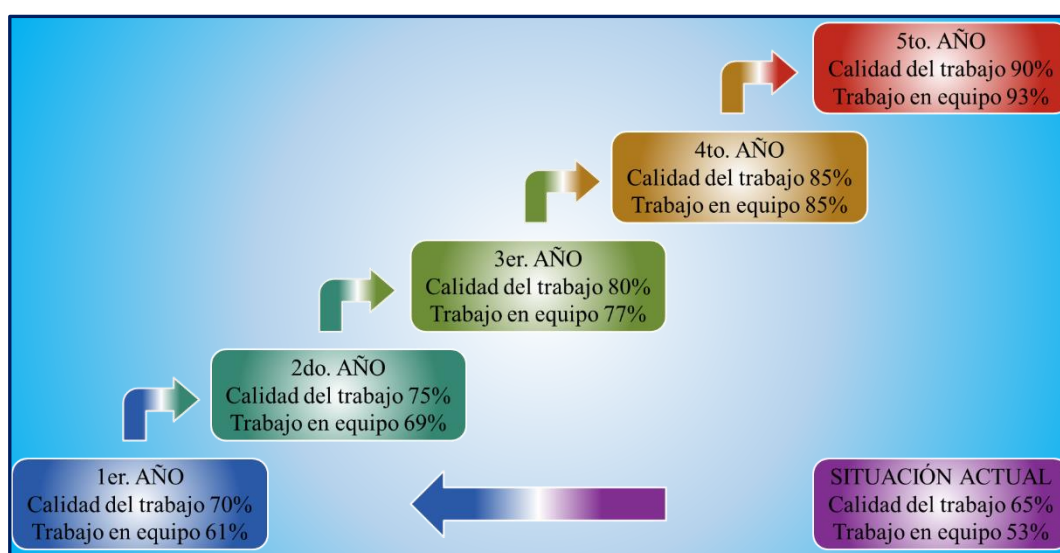 5to. AÑO
Calidad del trabajo 90%
Trabajo en equipo 93%
4to. AÑO
Calidad del trabajo 85%
Trabajo en equipo 85%
3er. AÑO
Calidad del trabajo 80%
Trabajo en equipo 77%
2do. AÑO
Calidad del trabajo 75%
Trabajo en equipo 69%
1er. AÑO
Calidad del trabajo 70%
Trabajo en equipo 61%
SITUACIÓN ACTUAL
Calidad del trabajo 65%
Trabajo en equipo 53%